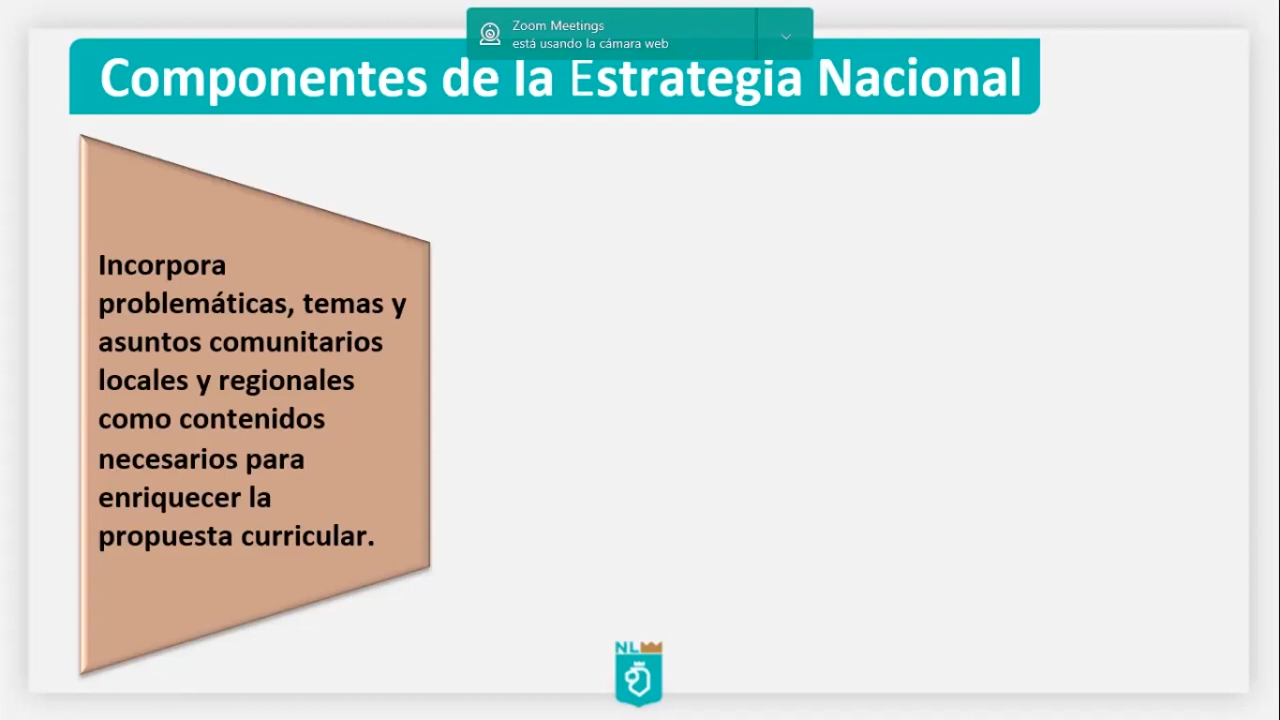 Zoom Meetings
está usando la cámara web
Componentes de la Estrategia Nacional
Incorpora
problemáticas, temas y
asuntos comunitarios
locales y regionales
como contenidos
necesarios para
enriquecer la
propuesta curricular.
NL